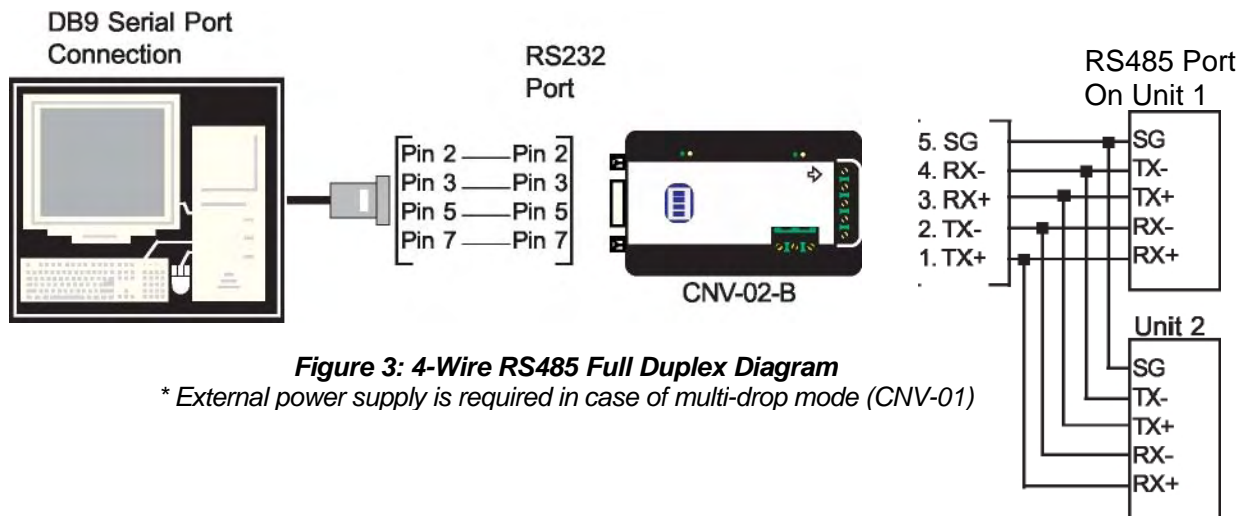 DB9 Serial Port
Connection
RS232
Port
RS485 Port
On Unit 1
Pin 2 Pin 2
Pin 3 Pin 3
Pin 5 Pin 5
Pin 7 Pin 7
CNV-02-B
5. SG
4. RX-
3. RX+
2. TX-
1. TX+
SG
TX-
TX+
RX-
RX+
Unit 2
SG
TX-
TX+
RX-
RX+
Figure 3: 4-Wire RS485 Full Duplex Diagram
* External power supply is required in case of multi-drop mode (CNV-01)